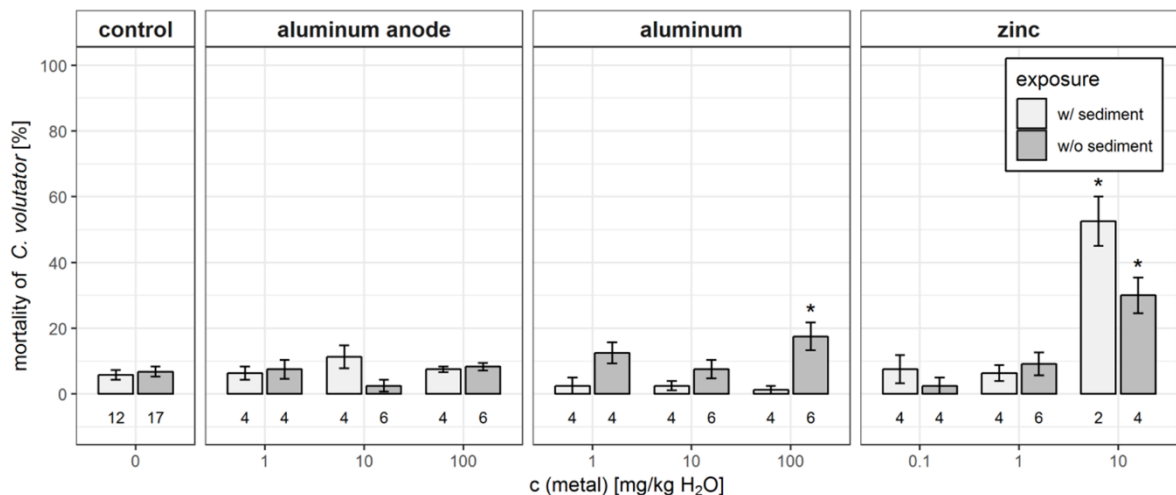 control aluminum anode aluminum zinc
mortality of C. volutator [%]
100
80
60
40
20
0
exposure
w/ sediment
w/o sediment
* * *
12 17 4 4 4 6 4 6 4 4 4 6 4 6 4 4 4 6 2 4
0 1 10 100 1 10 100 0.1 1 10
c (metal) [mg/kg H₂O]